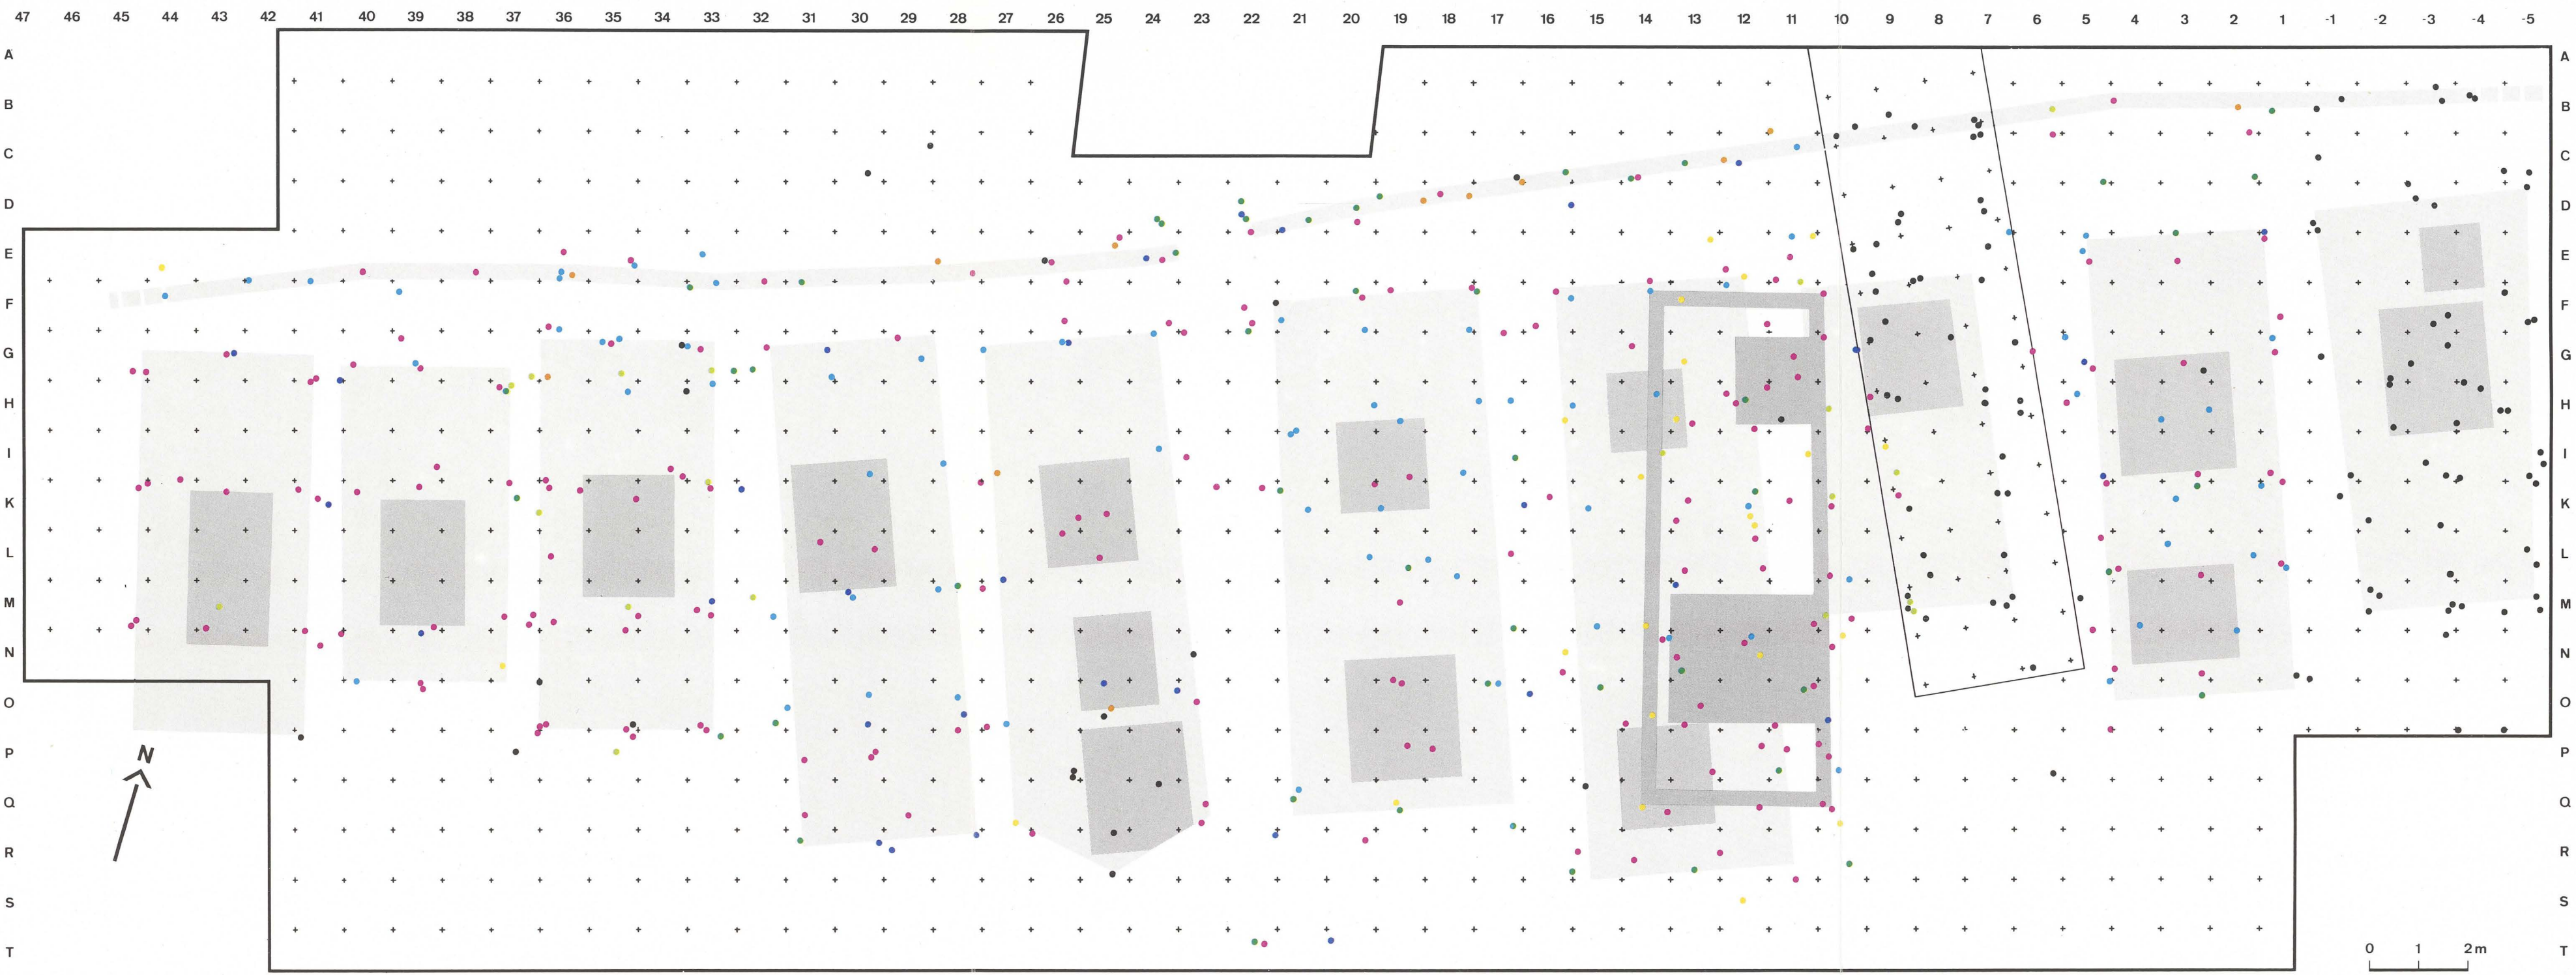 47 46 45 44 43 42 41 40 39 38 37 36 35 34 33 32 31 30 29 28 27 26 25 24 23 22 21 20 19 18 17 16 15 14 13 12 11 10 9 8 7 6 5 4 3 2 1 -1 -2 -3 -4 -5
A A
B B
C C
D D
E E
F F
G G
H H
I I
K K
L L
M M
N N
O O
P N P
Q Q
R R
S S
T 0 1 2m T